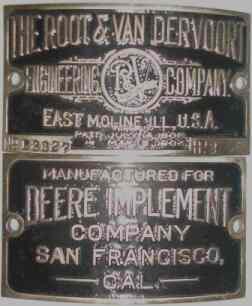 THE ROOT & VAN DERVOORT
ENGINEERING COMPANY
EAST MOLINE, ILL. U.S.A.
MANUFACTURED FOR
DEERE IMPLEMENT
COMPANY
SAN FRANCISCO,
CAL.